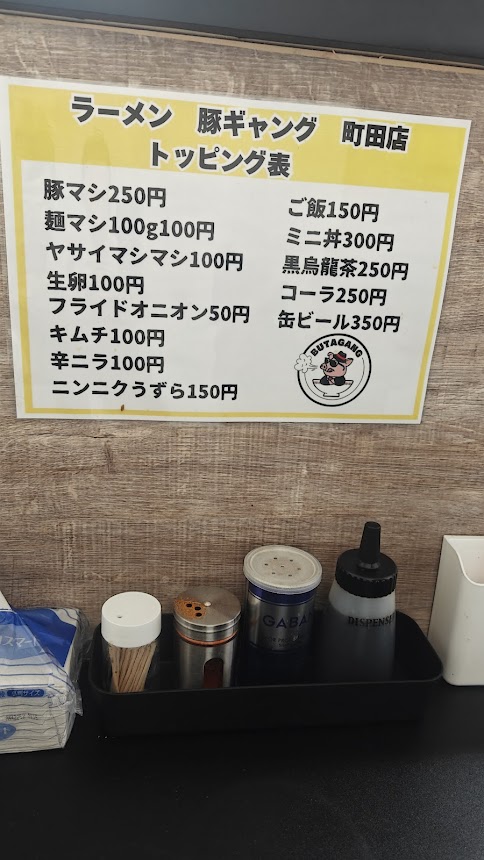 ラーメン 豚ギャング 町田店
トッピング表
豚マシ250円
麺マシ100g100円
ヤサイマシマシ100円
生卵100円
フライドオニオン50円
キムチ100円
辛ニラ100円
ニンニクうずら150円
ご飯150円
ミニ丼300円
黒烏龍茶250円
コーラ250円
缶ビール350円
BUTAGANG
GABA
DISPENSE